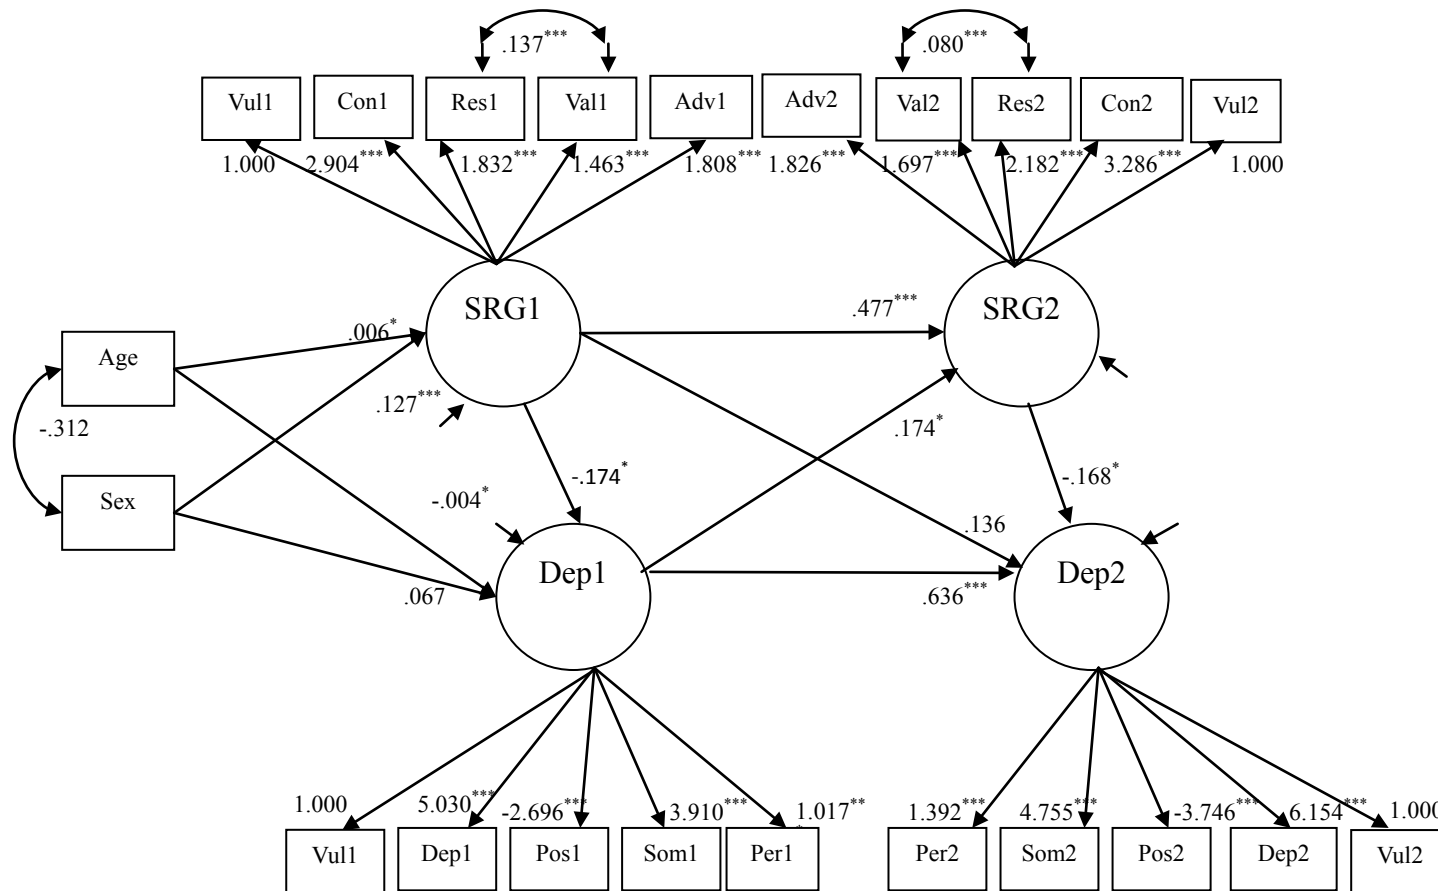 .137***
.080***
Vul1
Con1
Res1
Val1
Adv1
Adv2
Val2
Res2
Con2
Vul2
1.000
2.904***
1.832***
1.463***
1.808***
1.826***
1.697***
2.182***
3.286***
1.000
SRG1
SRG2
.477***
.006*
Age
.127***
.174*
-.312
-.174*
-.168*
Sex
-.004*
.136
Dep1
Dep2
.067
.636***
1.000
5.030***
-2.696***
3.910***
1.017***
1.392***
4.755***
-3.746***
6.154***
1.000
Vul1
Dep1
Pos1
Som1
Per1
Per2
Som2
Pos2
Dep2
Vul2